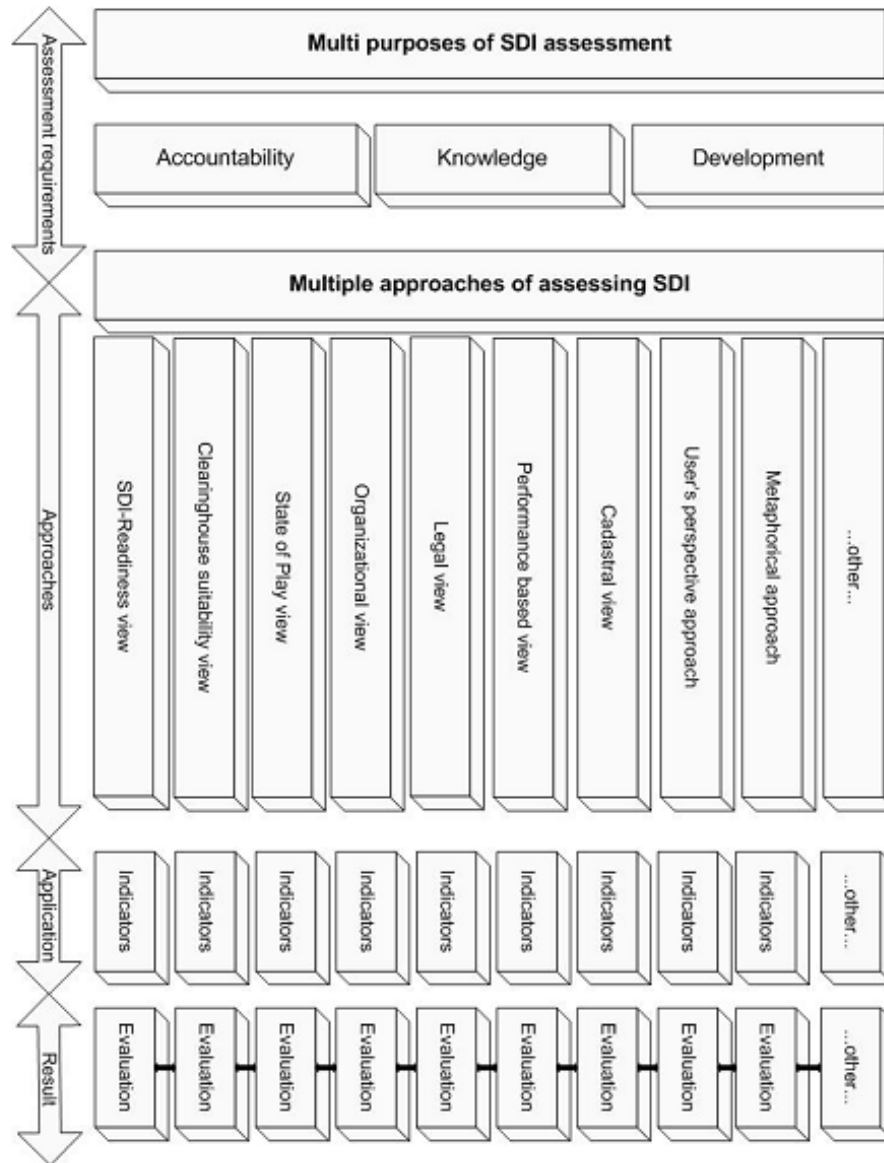 Assessment requirements
Multi purposes of SDI assessment
Accountability
Knowledge
Development
Approaches
Multiple approaches of assessing SDI
SDI-Readiness view
Clearinghouse suitability view
State of Play view
Organizational view
Legal view
Performance based view
Cadastral view
User's perspective approach
Metaphorical approach
...other...
Application
Indicators
Indicators
Indicators
Indicators
Indicators
Indicators
Indicators
Indicators
Indicators
...other...
Result
Evaluation
Evaluation
Evaluation
Evaluation
Evaluation
Evaluation
Evaluation
Evaluation
Evaluation
...other...